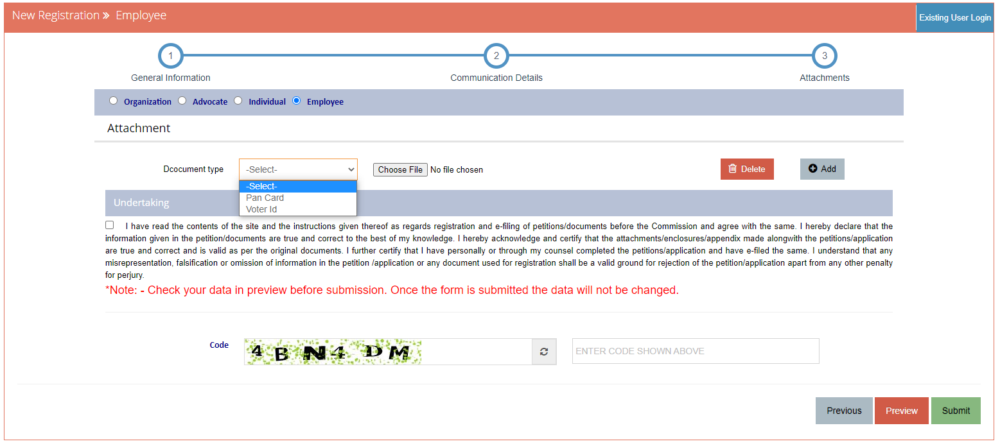 New Registration » Employee
Existing User Login
1
2
3
General Information
Communication Details
Attachments
Organization Advocate Individual Employee
Attachment
Dcocument type
-Select-
Choose File No file chosen
Delete
Add
-Select-
Pan Card
Voter Id
Undertaking
I have read the contents of the site and the instructions given thereof as regards registration and e-filing of petitions/documents before the Commission and agree with the same. I hereby declare that the
information given in the petition/documents are true and correct to the best of my knowledge. I hereby acknowledge and certify that the attachments/enclosures/appendix made alongwith the petitions/application
are true and correct and is valid as per the original documents. I further certify that I have personally or through my counsel completed the petitions/application and have e-filed the same. I understand that any
misrepresentation, falsification or omission of information in the petition /application or any document used for registration shall be a valid ground for rejection of the petition/application apart from any other penalty
for perjury.
*Note: - Check your data in preview before submission. Once the form is submitted the data will not be changed.
Code
4 B N 4 D M
ENTER CODE SHOWN ABOVE
Previous
Preview
Submit